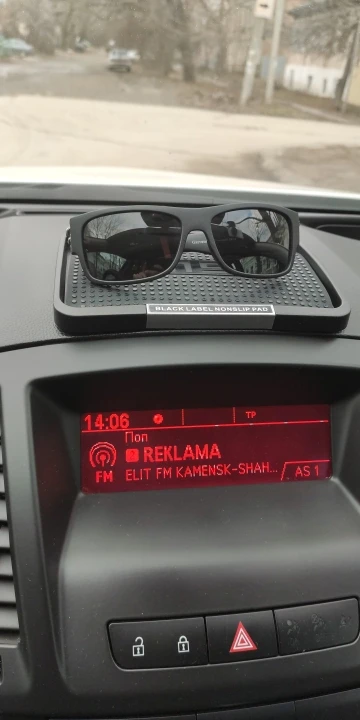 BLACK LABEL NONSLIP PAD
14:06
TP
Поп
REKLAMA
FM
ELIT FM KAMENSK-SHAH...
AS 1